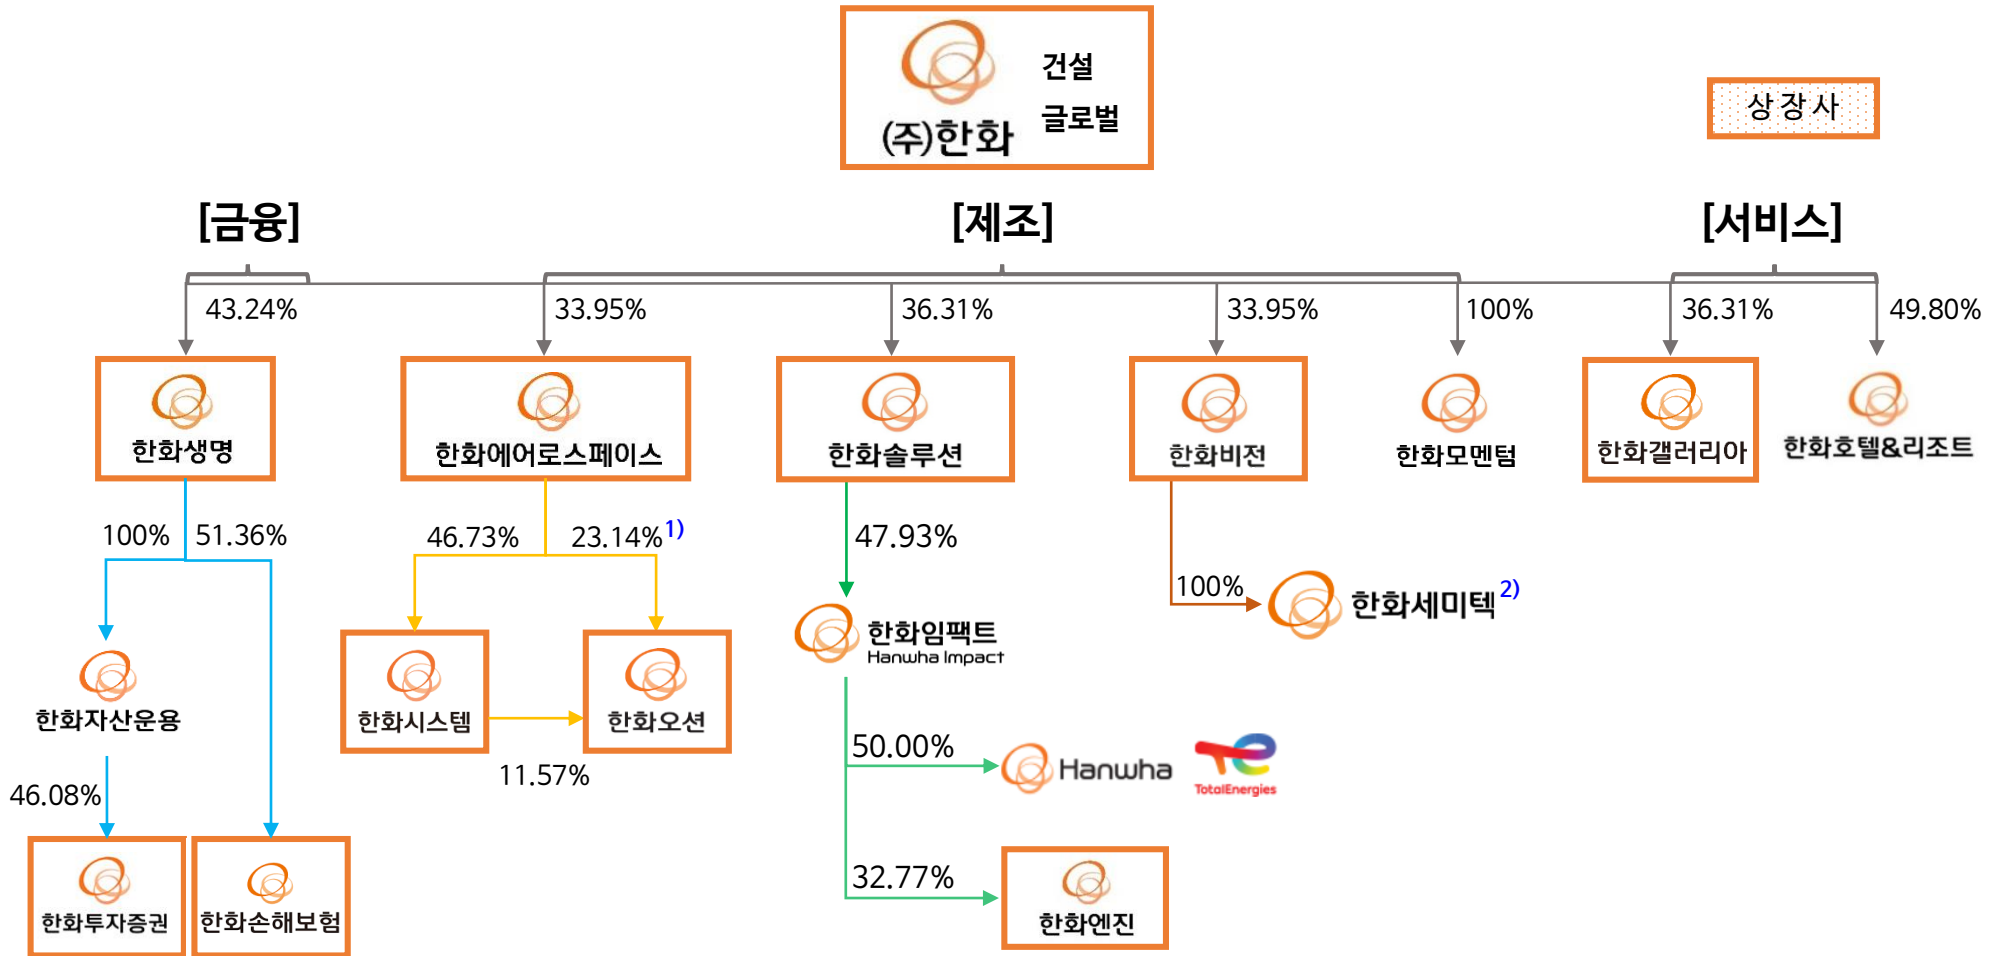 건설
글로벌
(주)한화
상장사
[금융]
[제조]
[서비스]
43.24%
33.95%
36.31%
33.95%
100%
36.31%
49.80%
한화생명
한화에어로스페이스
한화솔루션
한화비전
한화모멘텀
한화갤러리아
한화호텔&리조트
100%
51.36%
46.73%
23.14%1)
47.93%
100%
한화세미텍2)
한화임팩트
Hanwha Impact
한화자산운용
한화시스템
한화오션
11.57%
50.00%
Hanwha
TotalEnergies
46.08%
32.77%
한화투자증권
한화손해보험
한화엔진